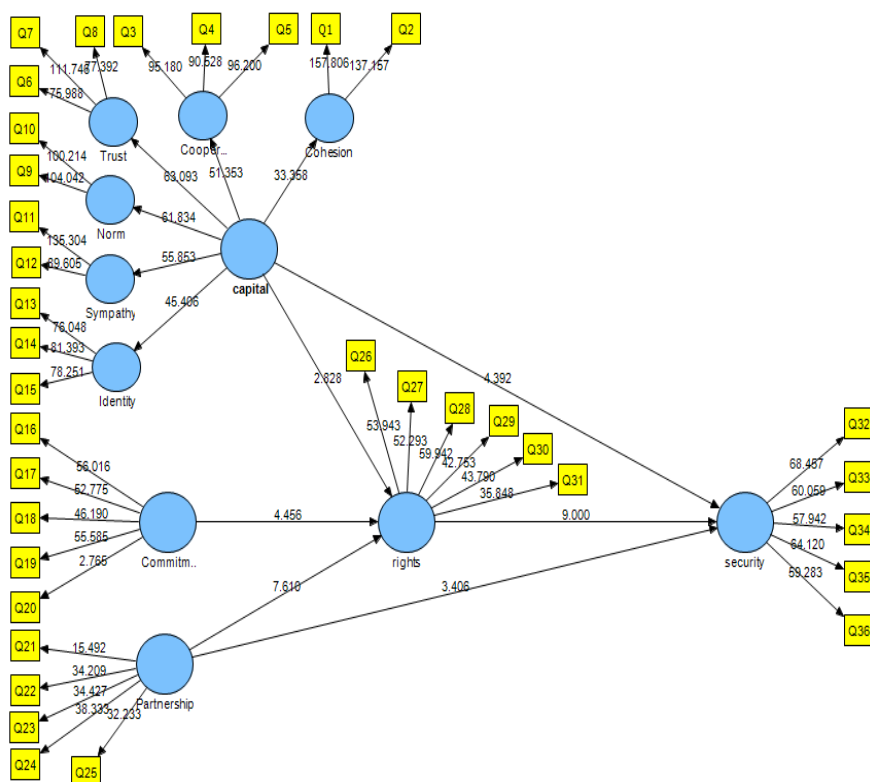 Q7
Q8
Q3
Q4
Q5
Q1
Q2
111.746
77.392
95.180
90.528
96.200
157.806
137.157
Q6
75.988
Trust
Cooper..
Cohesion
Q10
100.214
63.093
51.353
33.358
Q9
104.042
Norm
61.834
Q11
135.304
55.853
capital
Q12
89.605
Sympathy
45.406
Q13
76.048
Q14
81.393
Q15
78.251
Identity
2.828
4.392
Q26
Q27
Q28
Q29
Q30
Q31
53.943
52.293
59.942
42.753
43.790
35.848
Q16
56.016
Q17
52.775
Q18
46.190
Q19
55.585
Q20
2.765
Commitm..
4.456
rights
9.000
security
Q32
68.487
Q33
60.059
Q34
57.942
Q35
64.120
Q36
59.283
7.610
3.406
Q21
15.492
Q22
34.209
Q23
34.427
Q24
38.333
Q25
32.233
Partnership